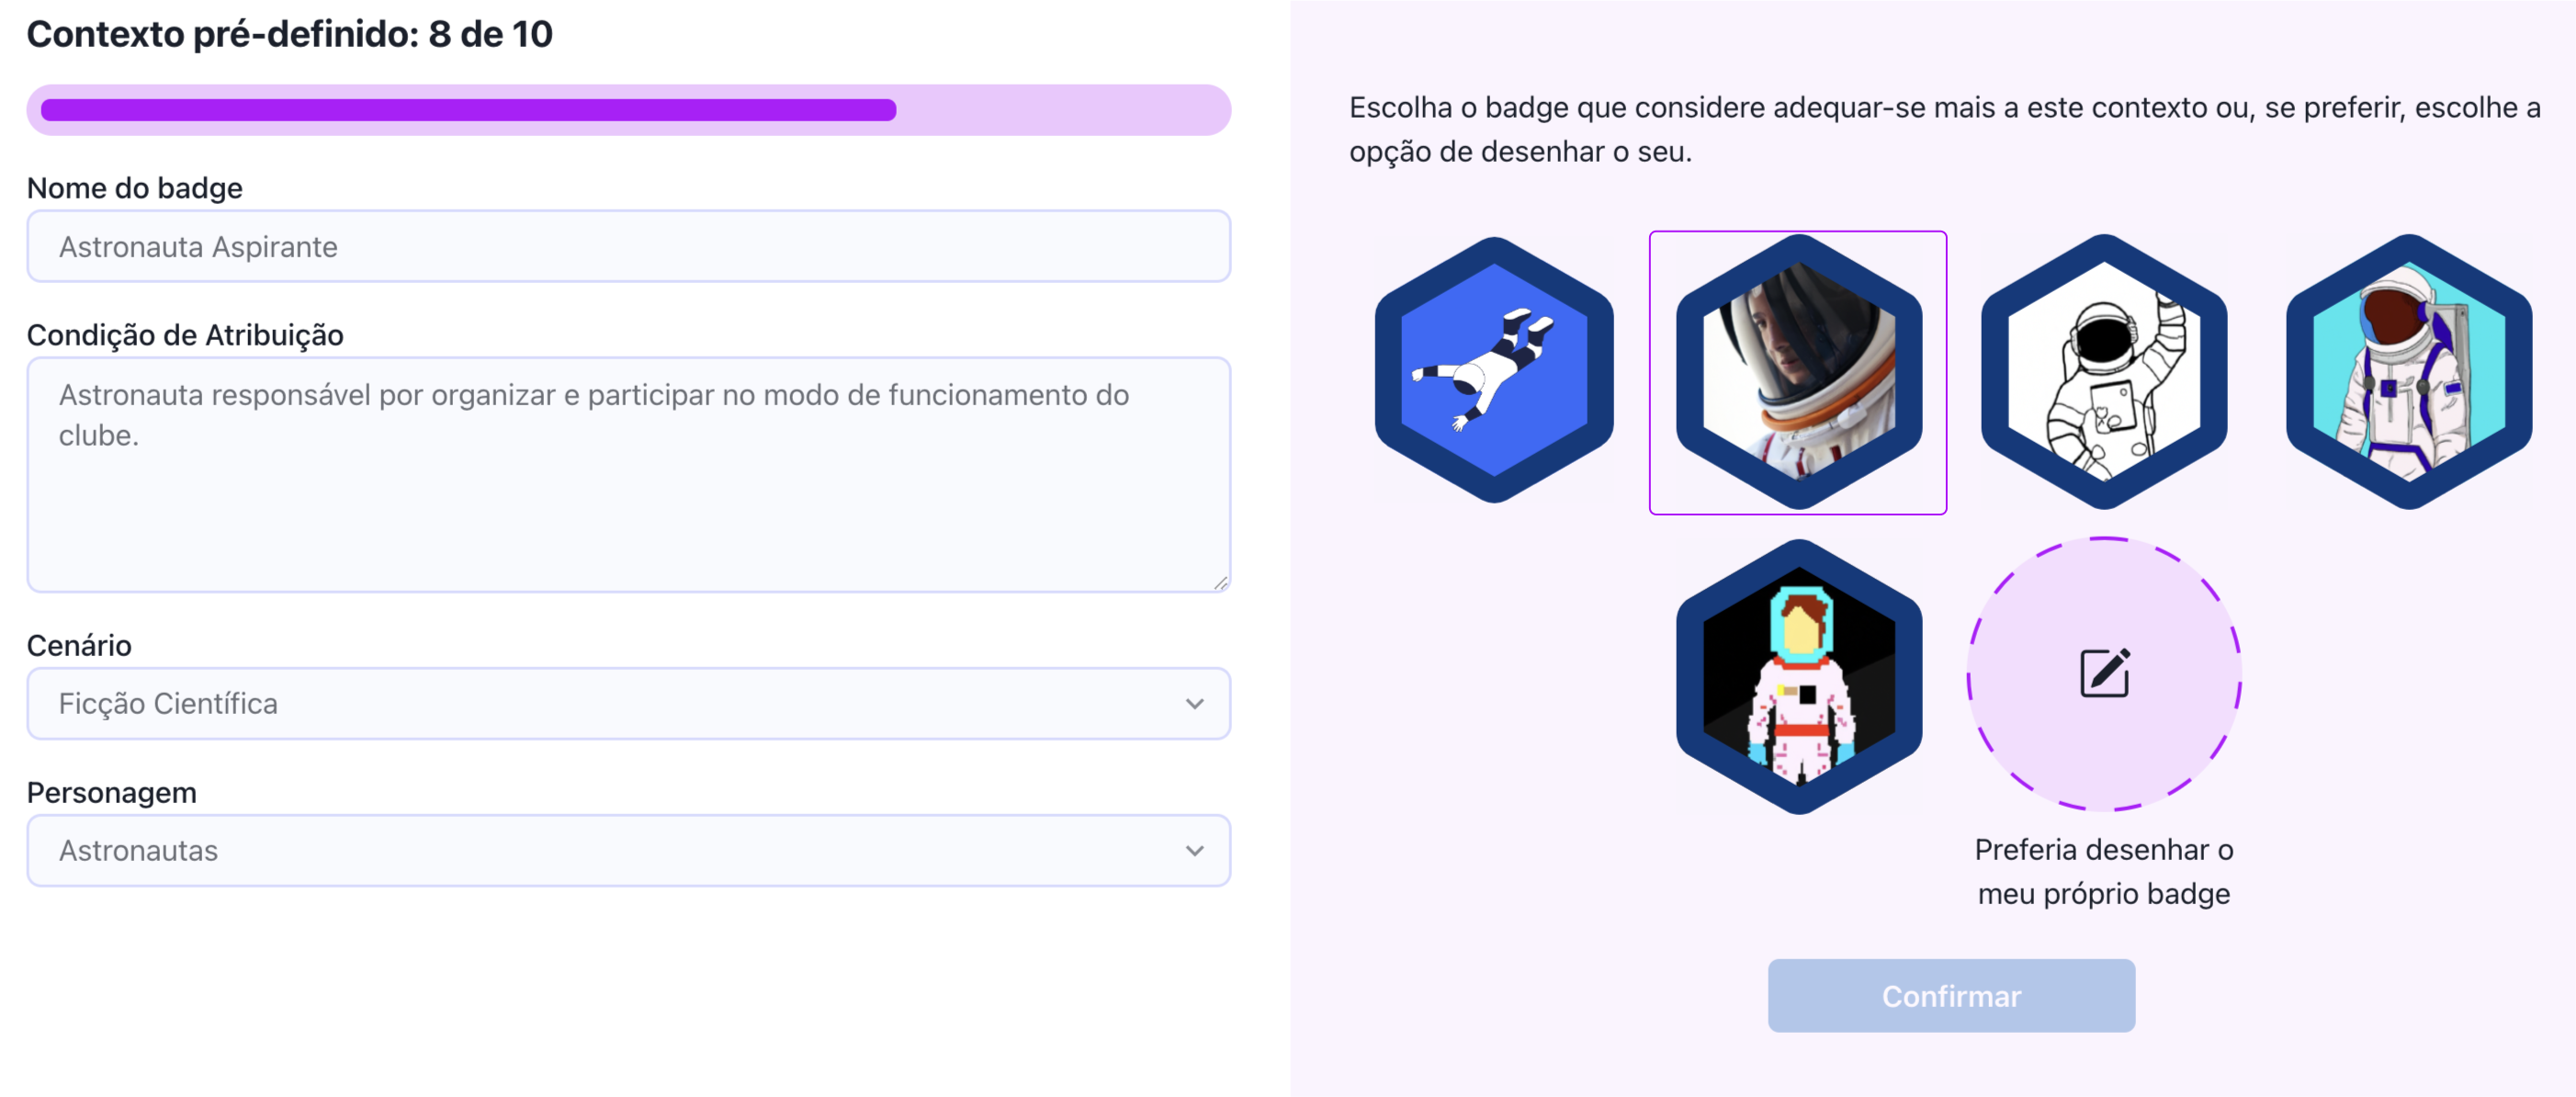 Contexto pré-definido: 8 de 10
Nome do badge
Astronauta Aspirante
Condição de Atribuição
Astronauta responsável por organizar e participar no modo de funcionamento do
clube.
Cenário
Ficção Científica
Personagem
Astronautas
Escolha o badge que considere adequar-se mais a este contexto ou, se preferir, escolhe a
opção de desenhar o seu.
Preferia desenhar o
meu próprio badge
Confirmar